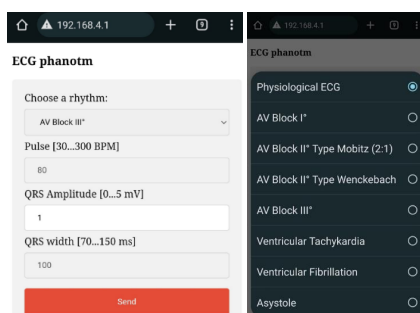 192.168.4.1
9
ECG phanotm
Choose a rhythm:
AV Block III°
Pulse [30...300 BPM]
80
QRS Amplitude [0...5 mV]
1
QRS width [70...150 ms]
100
Send
192.168.4.1
9
ECG phanotm
Physiological ECG
AV Block I°
AV Block II° Type Mobitz (2:1)
AV Block II° Type Wenckebach
AV Block III°
Ventricular Tachykardia
Ventricular Fibrillation
Asystole